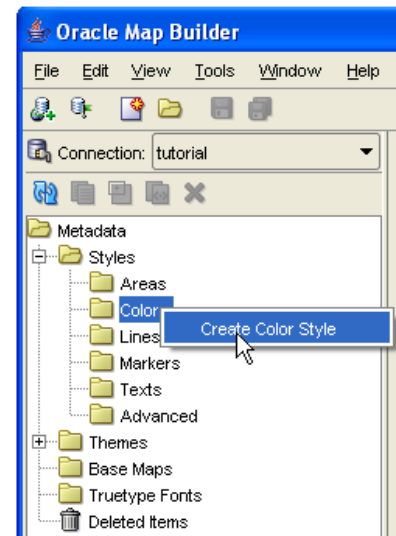 Oracle Map Builder
File Edit View Tools Window Help
Connection: tutorial
Metadata
Styles
Areas
Color
Create Color Style
Lines
Markers
Texts
Advanced
Themes
Base Maps
Truetype Fonts
Deleted Items